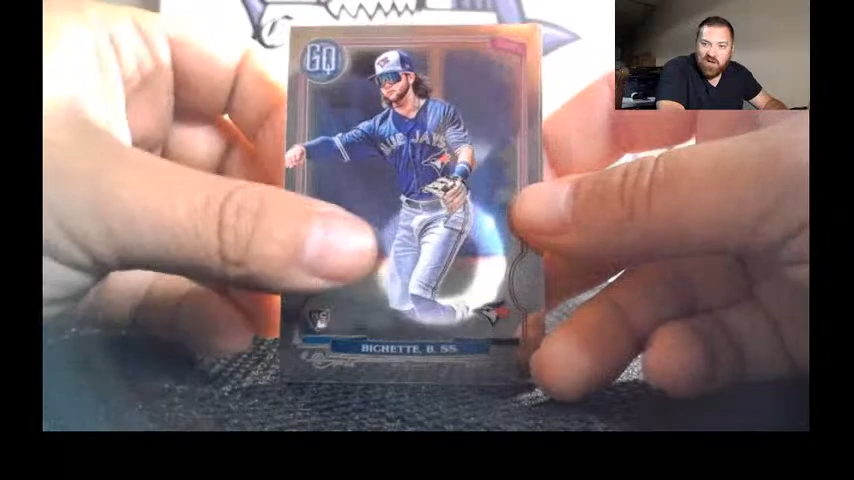 GQ
BLUE JAYS
RC
BICHETTE, B. SS.